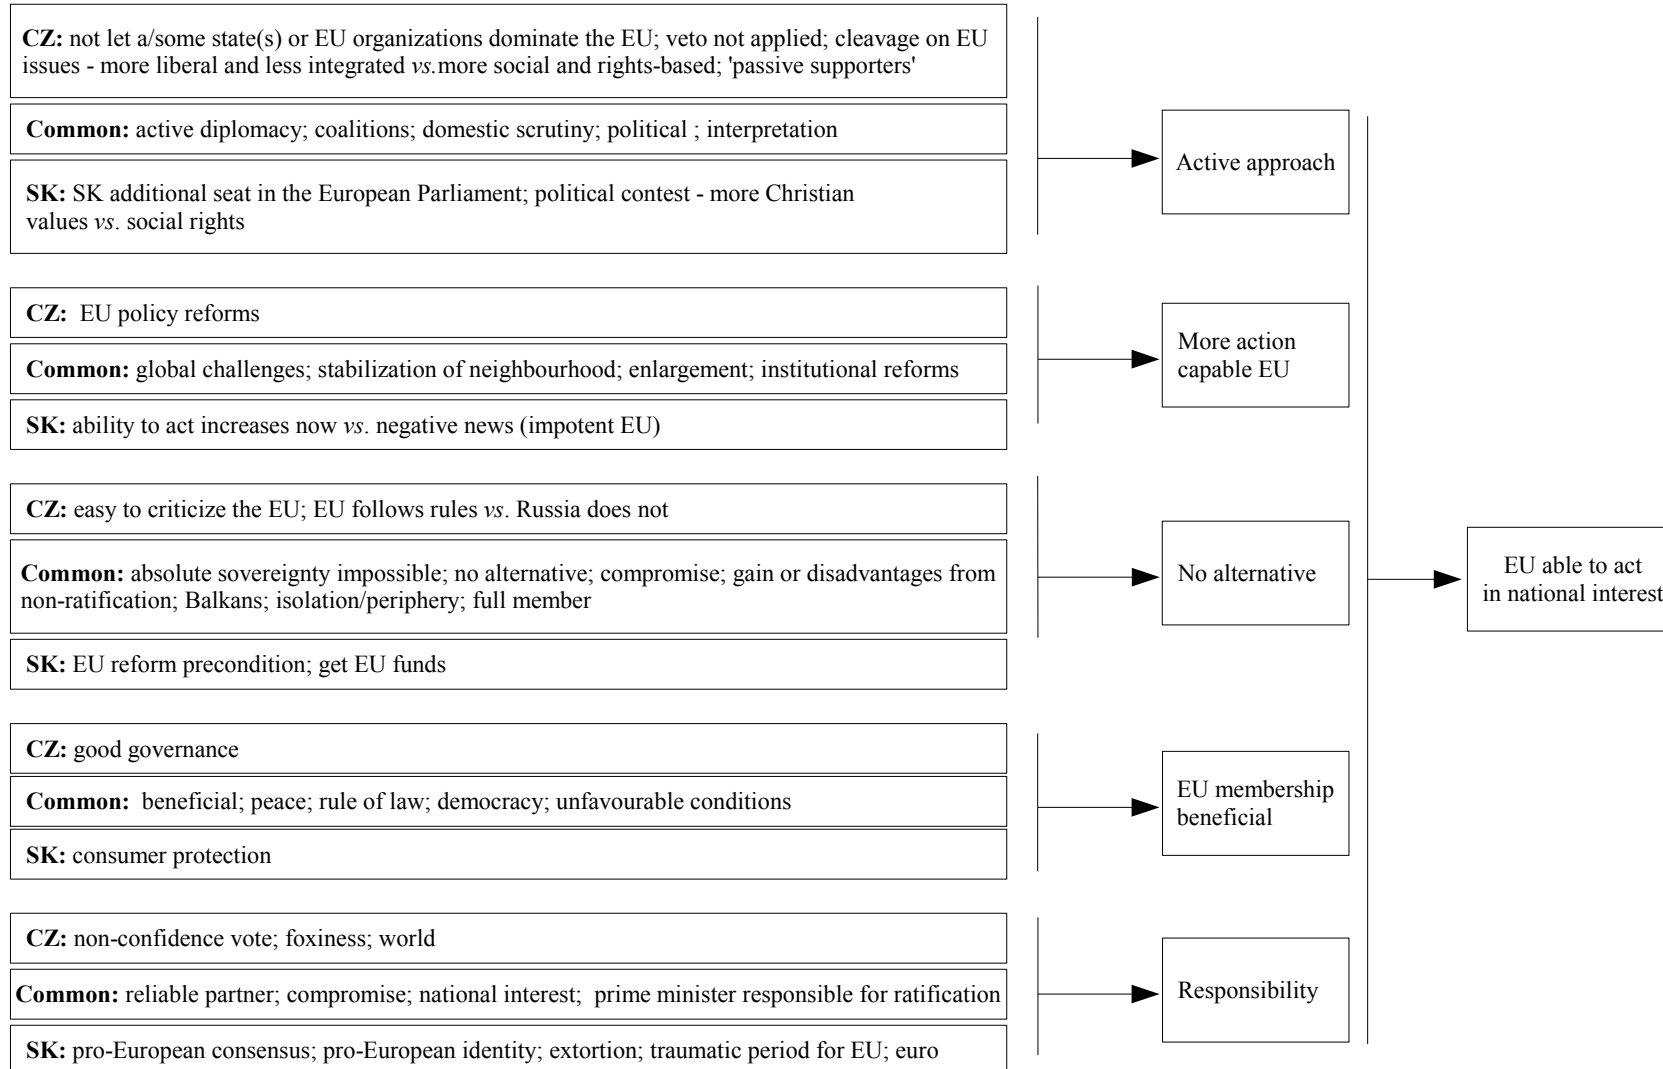 CZ: not let a/some state(s) or EU organizations dominate the EU; veto not applied; cleavage on EU
issues - more liberal and less integrated vs.more social and rights-based; 'passive supporters'
Common: active diplomacy; coalitions; domestic scrutiny; political ; interpretation
SK: SK additional seat in the European Parliament; political contest - more Christian
values vs. social rights
Active approach
CZ: EU policy reforms
Common: global challenges; stabilization of neighbourhood; enlargement; institutional reforms
SK: ability to act increases now vs. negative news (impotent EU)
More action
capable EU
CZ: easy to criticize the EU; EU follows rules vs. Russia does not
Common: absolute sovereignty impossible; no alternative; compromise; gain or disadvantages from
non-ratification; Balkans; isolation/periphery; full member
SK: EU reform precondition; get EU funds
No alternative
EU able to act
in national interest
CZ: good governance
Common: beneficial; peace; rule of law; democracy; unfavourable conditions
SK: consumer protection
EU membership
beneficial
CZ: non-confidence vote; foxiness; world
Common: reliable partner; compromise; national interest; prime minister responsible for ratification
SK: pro-European consensus; pro-European identity; extortion; traumatic period for EU; euro
Responsibility